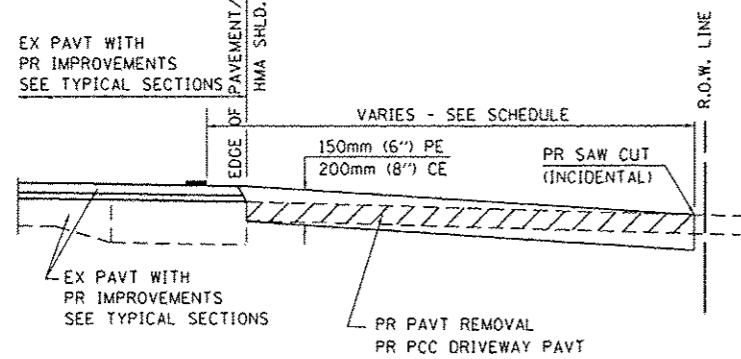 EX PAVT WITH
PR IMPROVEMENTS
SEE TYPICAL SECTIONS
EDGE OF PAVEMENT/
HMA SHLD.
VARIES - SEE SCHEDULE
R.O.W. LINE
150mm (6") PE
200mm (8") CE
PR SAW CUT
(INCIDENTAL)
EX PAVT WITH
PR IMPROVEMENTS
SEE TYPICAL SECTIONS
PR PAVT REMOVAL
PR PCC DRIVEWAY PAVT